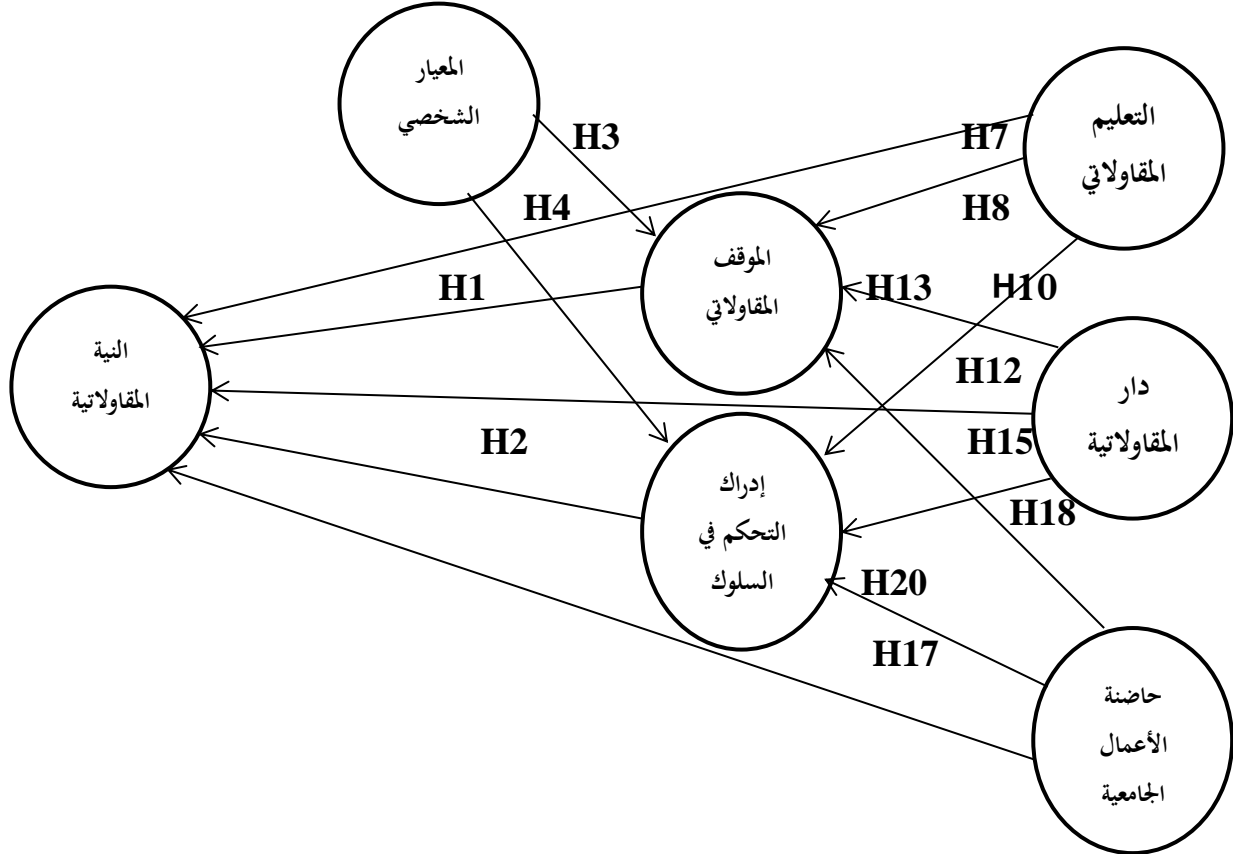 المعيار
الشخصي
التعليم
المقاولاتي
H3
H7
H4
H8
الموقف
المقاولاتي
H1
H13
H10
النية
المقاولاتية
H12
دار
المقاولاتية
H2
H15
إدراك
التحكم في
السلوك
H18
H20
H17
حاضنة
الأعمال
الجامعية